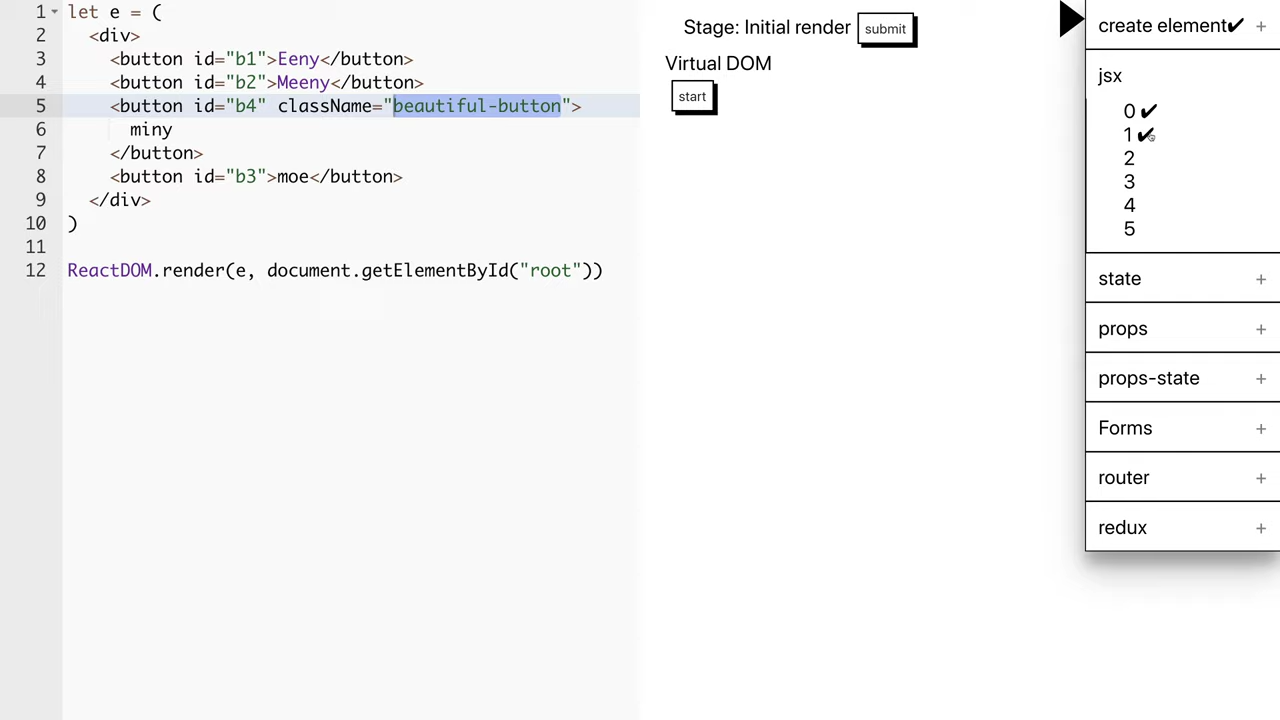 1 let e = (
2 <div>
3 <button id="b1">Eeny</button>
4 <button id="b2">Meeny</button>
5 <button id="b4" className="beautiful-button">
6 miny
7 </button>
8 <button id="b3">moe</button>
9 </div>
10 )
11
12 ReactDOM.render(e, document.getElementById("root"))
Stage: Initial render submit
Virtual DOM
start
create element✔ +
jsx
0 ✔
1 ✔
2
3
4
5
state +
props +
props-state +
Forms +
router +
redux +